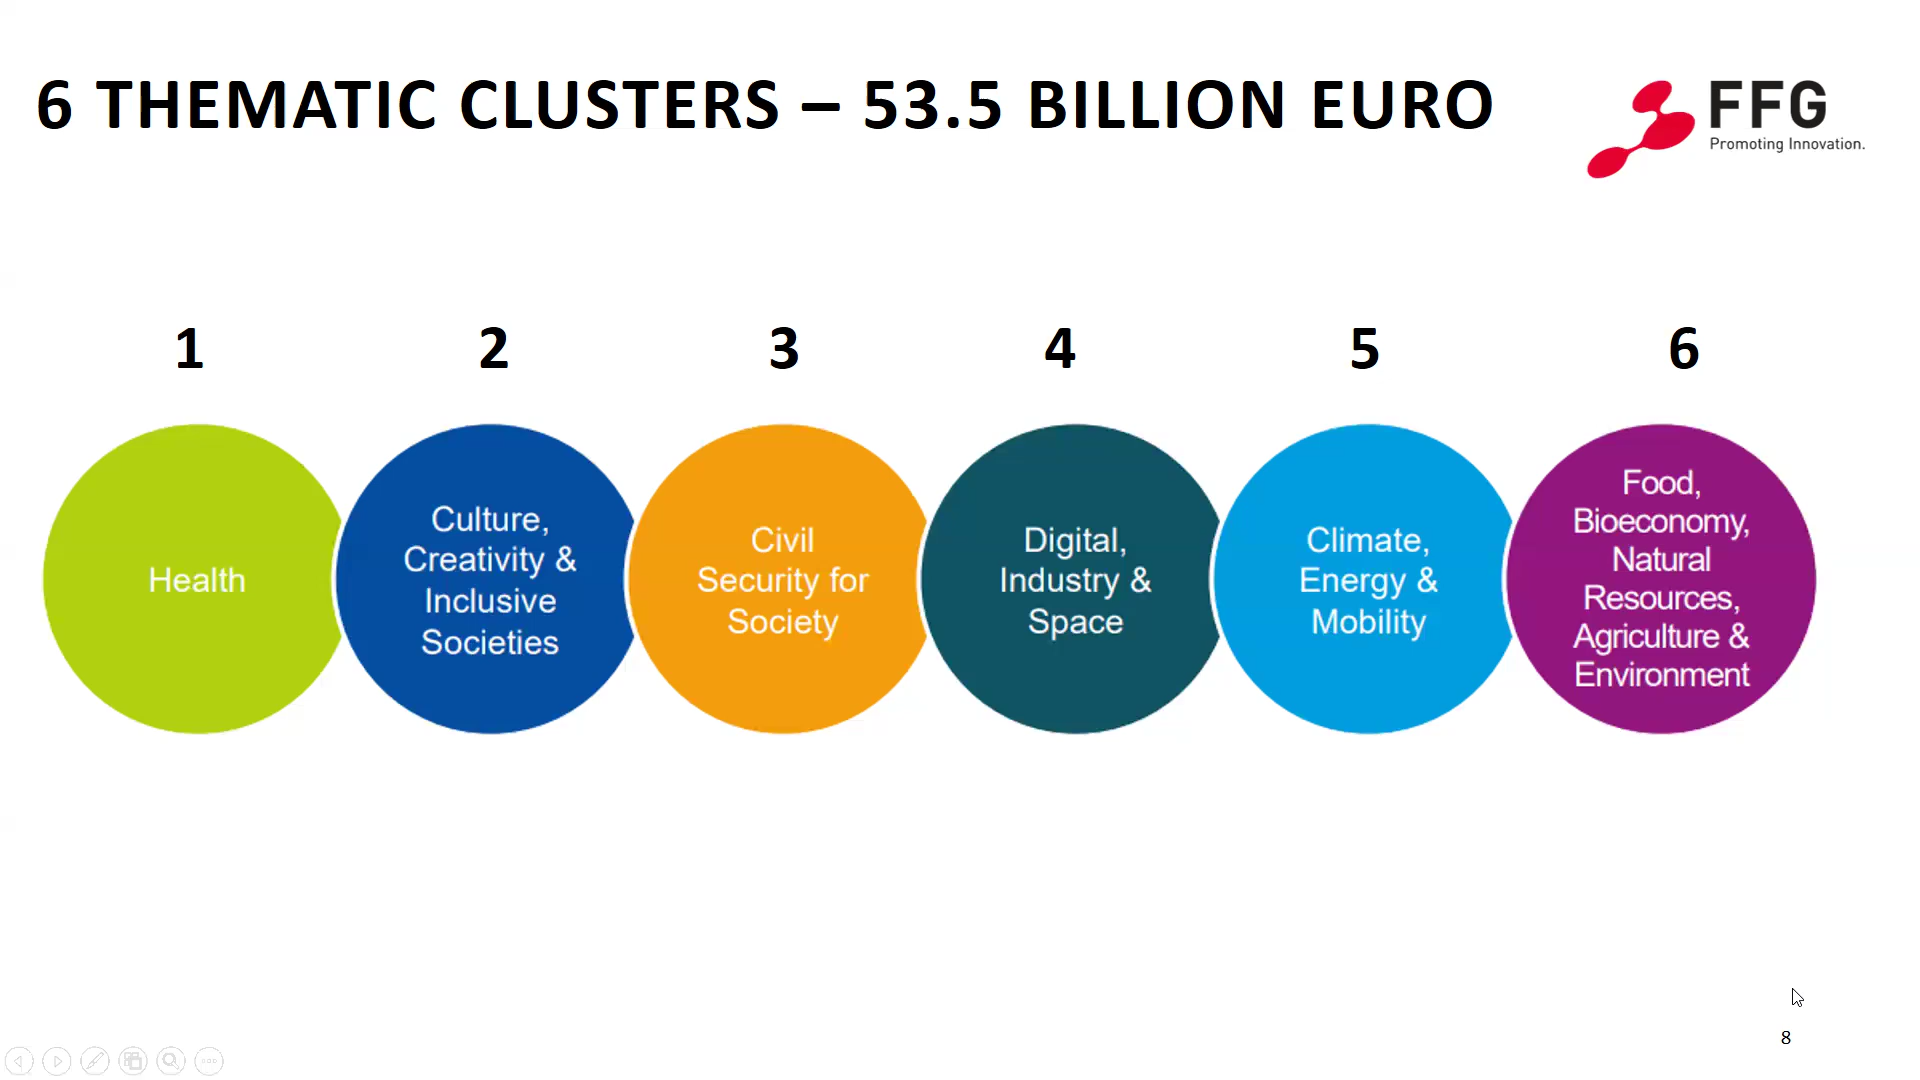 6 THEMATIC CLUSTERS – 53.5 BILLION EURO
FFG
Promoting Innovation.
1
2
3
4
5
6
Health
Culture,
Creativity &
Inclusive
Societies
Civil
Security for
Society
Digital,
Industry &
Space
Climate,
Energy &
Mobility
Food,
Bioeconomy,
Natural
Resources,
Agriculture &
Environment
8